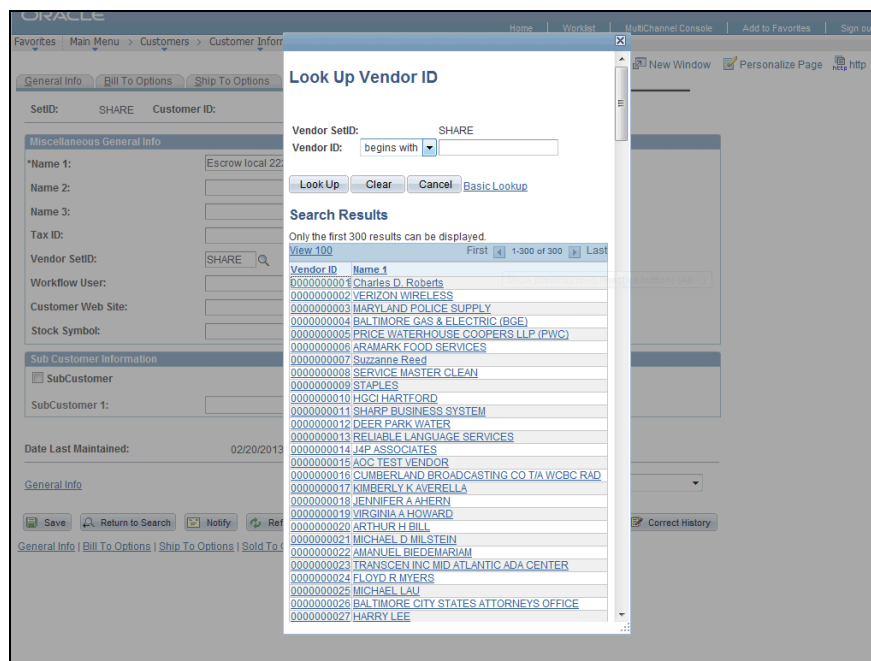 ORACLE
Home | Worklist | MultiChannel Console | Add to Favorites | Sign ou
Favorites | Main Menu > Customers > Customer Inform
New Window Personalize Page http
General Info Bill To Options Ship To Options
SetID: SHARE Customer ID:
Miscellaneous General Info
*Name 1: Escrow local 22
Name 2:
Name 3:
Tax ID:
Vendor SetID: SHARE
Workflow User:
Customer Web Site:
Stock Symbol:
Sub Customer Information
SubCustomer
SubCustomer 1:
Date Last Maintained: 02/20/2013
General Info
Save Return to Search Notify Ref
Correct History
General Info | Bill To Options | Ship To Options | Sold To
Look Up Vendor ID
Vendor SetID: SHARE
Vendor ID: begins with
Look Up Clear Cancel Basic Lookup
Search Results
Only the first 300 results can be displayed.
View 100 First 1-300 of 300 Last
Vendor ID Name 1
0000000001 Charles D. Roberts
0000000002 VERIZON WIRELESS
0000000003 MARYLAND POLICE SUPPLY
0000000004 BALTIMORE GAS & ELECTRIC (BGE)
0000000005 PRICE WATERHOUSE COOPERS LLP (PWC)
0000000006 ARAMARK FOOD SERVICES
0000000007 Suzzanne Reed
0000000008 SERVICE MASTER CLEAN
0000000009 STAPLES
0000000010 HGCI HARTFORD
0000000011 SHARP BUSINESS SYSTEM
0000000012 DEER PARK WATER
0000000013 RELIABLE LANGUAGE SERVICES
0000000014 J4P ASSOCIATES
0000000015 AOC TEST VENDOR
0000000016 CUMBERLAND BROADCASTING CO T/A WCBC RAD
0000000017 KIMBERLY K AVERELLA
0000000018 JENNIFER A AHERN
0000000019 VIRGINIA A HOWARD
0000000020 ARTHUR H BILL
0000000021 MICHAEL D MILSTEIN
0000000022 AMANUEL BIEDEMARIAM
0000000023 TRANSCEN INC MID ATLANTIC ADA CENTER
0000000024 FLOYD R MYERS
0000000025 MICHAEL LAU
0000000026 BALTIMORE CITY STATES ATTORNEYS OFFICE
0000000027 HARRY LEE